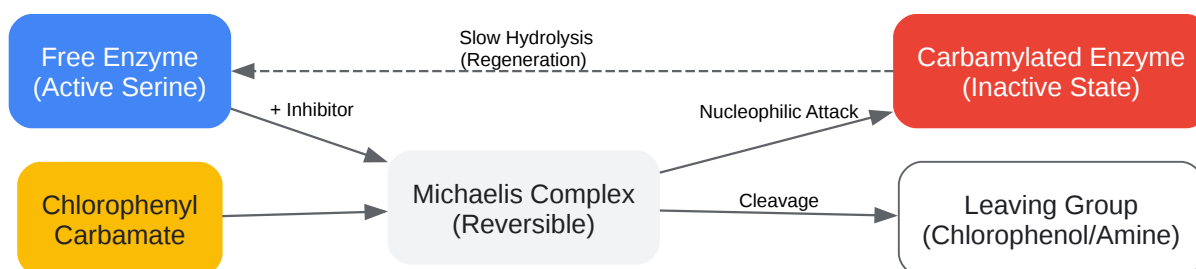 Free Enzyme
(Active Serine)
Slow Hydrolysis
(Regeneration)
Carbamylated Enzyme
(Inactive State)
+ Inhibitor
Nucleophilic Attack
Chlorophenyl
Carbamate
Michaelis Complex
(Reversible)
Cleavage
Leaving Group
(Chlorophenol/Amine)